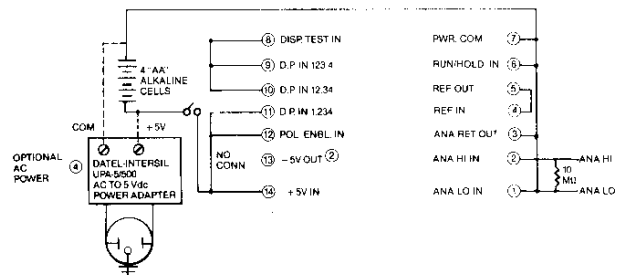 ⑧ DISP. TEST IN
⑨ D.P. IN 123.4
⑩ D.P. IN 12.34
⑪ D.P. IN 1.234
⑫ POL. ENBL. IN
⑬ −5V OUT ②
⑭ +5V IN
PWR. COM ⑦
RUN/HOLD IN ⑥
REF OUT ⑤
REF IN ④
ANA RET OUT ③
ANA HI IN ②
ANA LO IN ①
ANA HI
10
MΩ
ANA LO
4 "AA"
ALKALINE
CELLS
COM
+5V
NO
CONN
OPTIONAL
AC
POWER
④
DATEL-INTERSIL
UPA-5/500
AC TO 5 Vdc
POWER ADAPTER